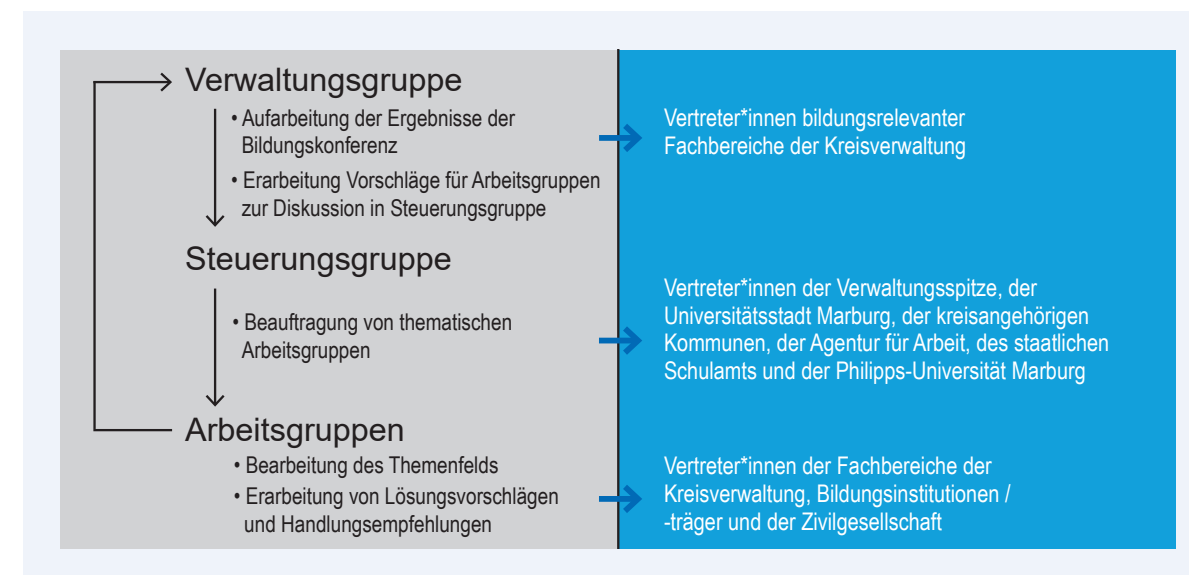 Verwaltungsgruppe
• Aufarbeitung der Ergebnisse der
Bildungskonferenz
• Erarbeitung Vorschläge für Arbeitsgruppen
zur Diskussion in Steuerungsgruppe
Vertreter*innen bildungsrelevanter
Fachbereiche der Kreisverwaltung
Steuerungsgruppe
• Beauftragung von thematischen
Arbeitsgruppen
Vertreter*innen der Verwaltungsspitze, der
Universitätsstadt Marburg, der kreisangehörigen
Kommunen, der Agentur für Arbeit, des staatlichen
Schulamts und der Philipps-Universität Marburg
Arbeitsgruppen
• Bearbeitung des Themenfelds
• Erarbeitung von Lösungsvorschlägen
und Handlungsempfehlungen
Vertreter*innen der Fachbereiche der
Kreisverwaltung, Bildungsinstitutionen /
-träger und der Zivilgesellschaft